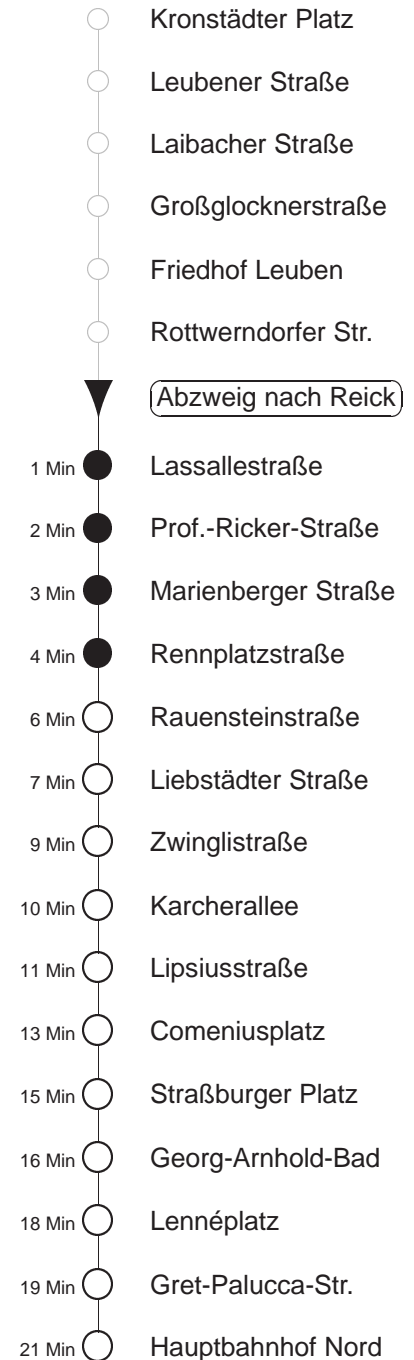 Kronstädter Platz
Leubener Straße
Laibacher Straße
Großglocknerstraße
Friedhof Leuben
Rottwerndorfer Str.
Abzweig nach Reick
1 Min Lassallestraße
2 Min Prof.-Ricker-Straße
3 Min Marienberger Straße
4 Min Rennplatzstraße
6 Min Rauensteinstraße
7 Min Liebstädter Straße
9 Min Zwinglistraße
10 Min Karcherallee
11 Min Lipsiusstraße
13 Min Comeniusplatz
15 Min Straßburger Platz
16 Min Georg-Arnhold-Bad
18 Min Lennéplatz
19 Min Gret-Palucca-Str.
21 Min Hauptbahnhof Nord